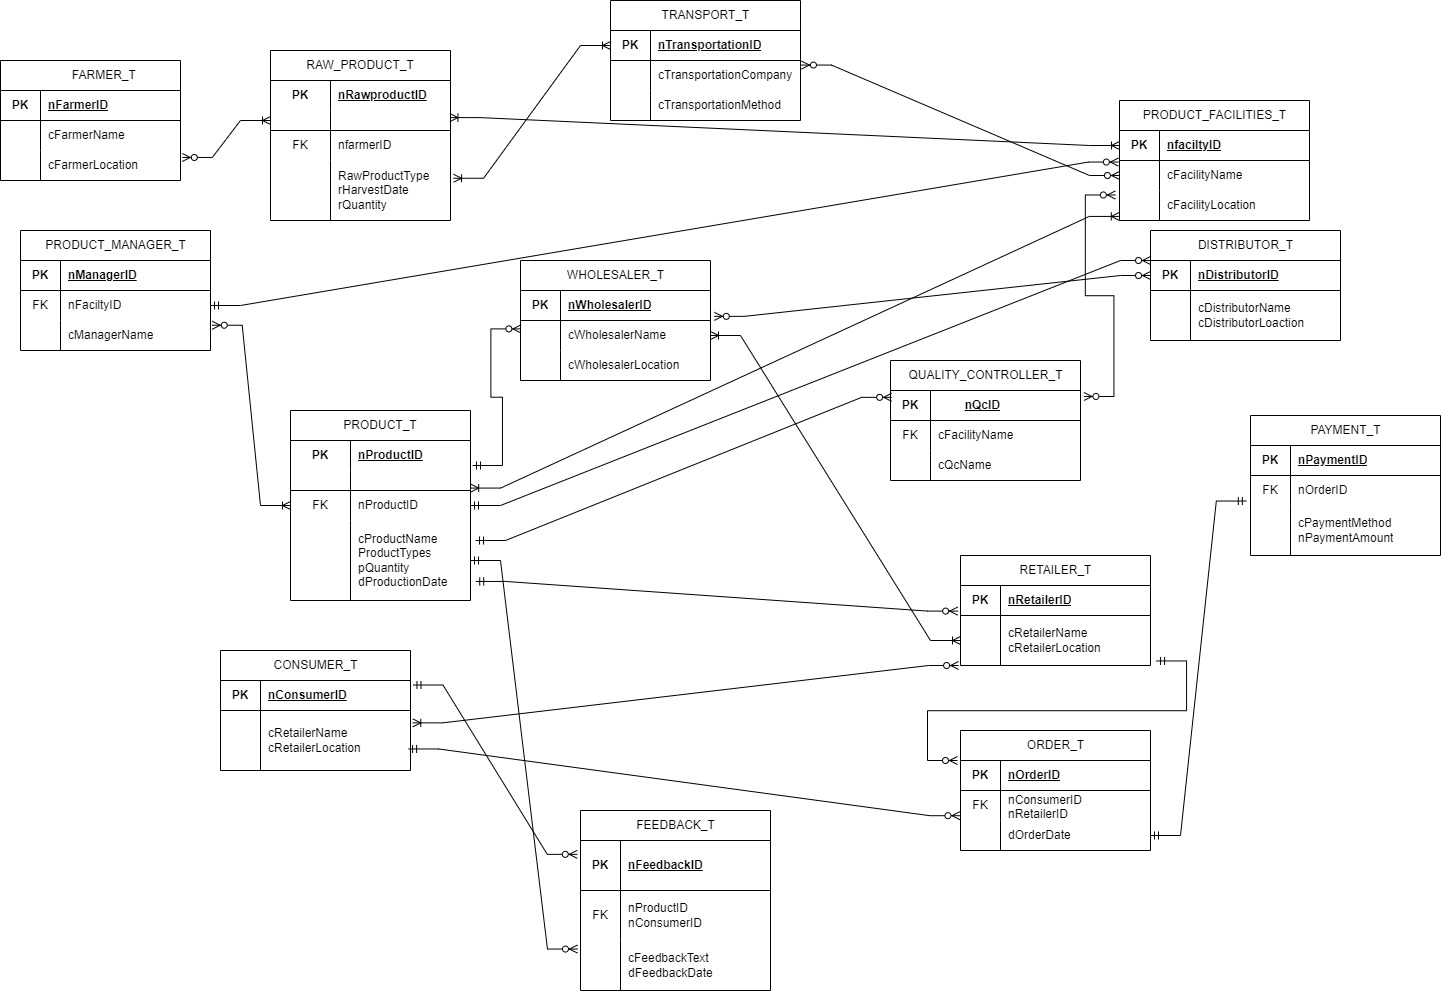 TRANSPORT_T
PK nTransportationID
cTransportationCompany
cTransportationMethod
FARMER_T
PK nFarmerID
cFarmerName
cFarmerLocation
RAW_PRODUCT_T
PK nRawproductID
FK nfarmerID
RawProductType
rHarvestDate
rQuantity
PRODUCT_FACILITIES_T
PK nfaciltyID
cFacilityName
cFacilityLocation
PRODUCT_MANAGER_T
PK nManagerID
FK nFaciltyID
cManagerName
WHOLESALER_T
PK nWholesalerID
cWholesalerName
cWholesalerLocation
DISTRIBUTOR_T
PK nDistributorID
cDistributorName
cDistributorLoaction
QUALITY_CONTROLLER_T
PK nQcID
FK cFacilityName
cQcName
PRODUCT_T
PK nProductID
FK nProductID
cProductName
ProductTypes
pQuantity
dProductionDate
PAYMENT_T
PK nPaymentID
FK nOrderID
cPaymentMethod
nPaymentAmount
RETAILER_T
PK nRetailerID
cRetailerName
cRetailerLocation
CONSUMER_T
PK nConsumerID
cRetailerName
cRetailerLocation
ORDER_T
PK nOrderID
FK nConsumerID
nRetailerID
dOrderDate
FEEDBACK_T
PK nFeedbackID
FK nProductID
nConsumerID
cFeedbackText
dFeedbackDate